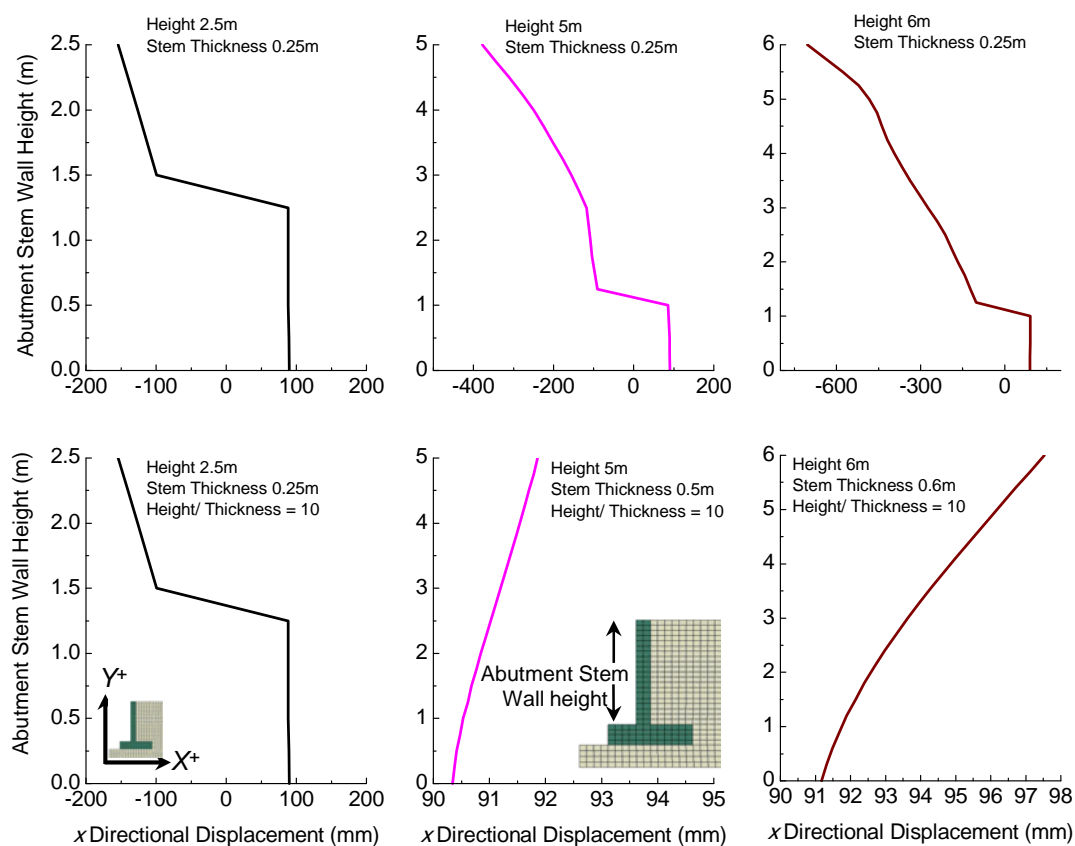 Height 2.5m
Stem Thickness 0.25m
Abutment Stem Wall Height (m)
2.5
2.0
1.5
1.0
0.5
0.0
-200 -100 0 100 200
Height 5m
Stem Thickness 0.25m
5
4
3
2
1
0
-400 -200 0 200
Height 6m
Stem Thickness 0.25m
6
5
4
3
2
1
0
-600 -300 0
Height 2.5m
Stem Thickness 0.25m
Height/ Thickness = 10
Abutment Stem Wall Height (m)
2.5
2.0
1.5
1.0
0.5
0.0
Y+
X+
-200 -100 0 100 200
x Directional Displacement (mm)
Height 5m
Stem Thickness 0.5m
Height/ Thickness = 10
5
4
3
2
1
0
Abutment Stem
Wall height
90 91 92 93 94 95
x Directional Displacement (mm)
Height 6m
Stem Thickness 0.6m
Height/ Thickness = 10
6
5
4
3
2
1
0
90 91 92 93 94 95 96 97 98
x Directional Displacement (mm)